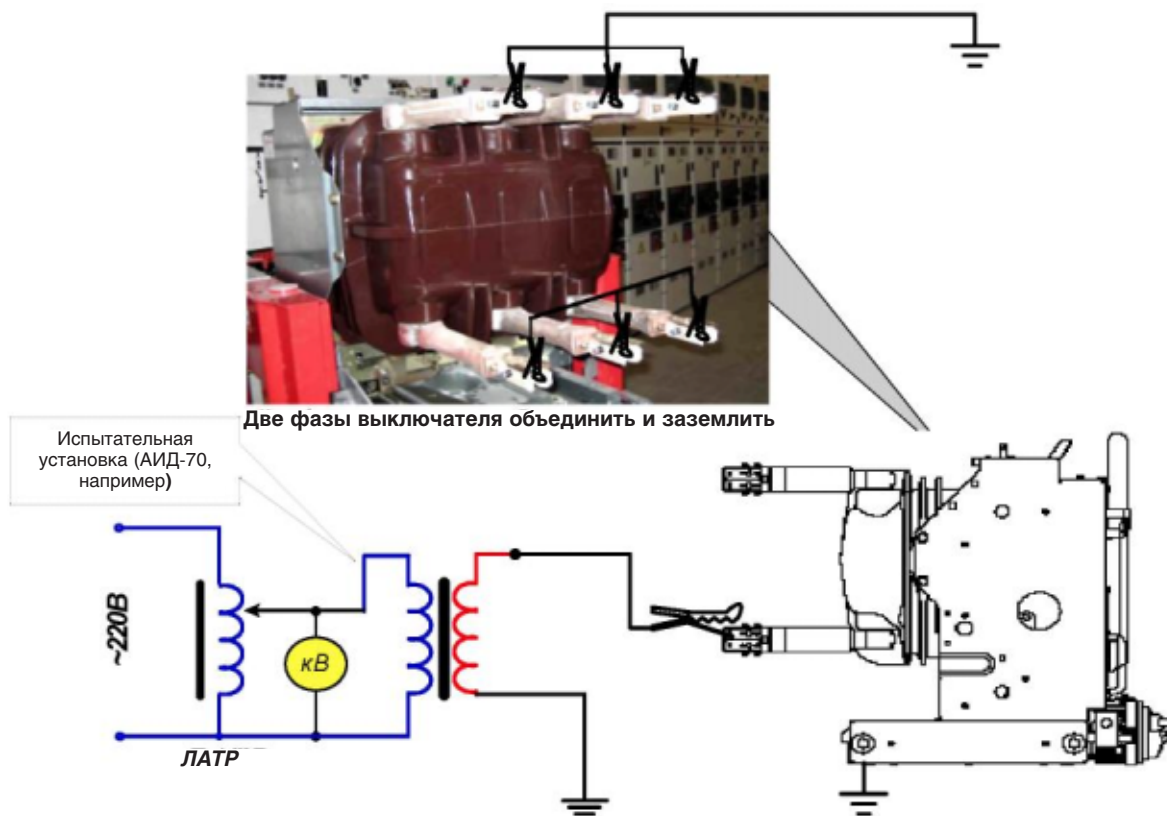 Две фазы выключателя объединить и заземлить
Испытательная
установка (АИД-70,
например)
~220В
кВ
ЛАТР